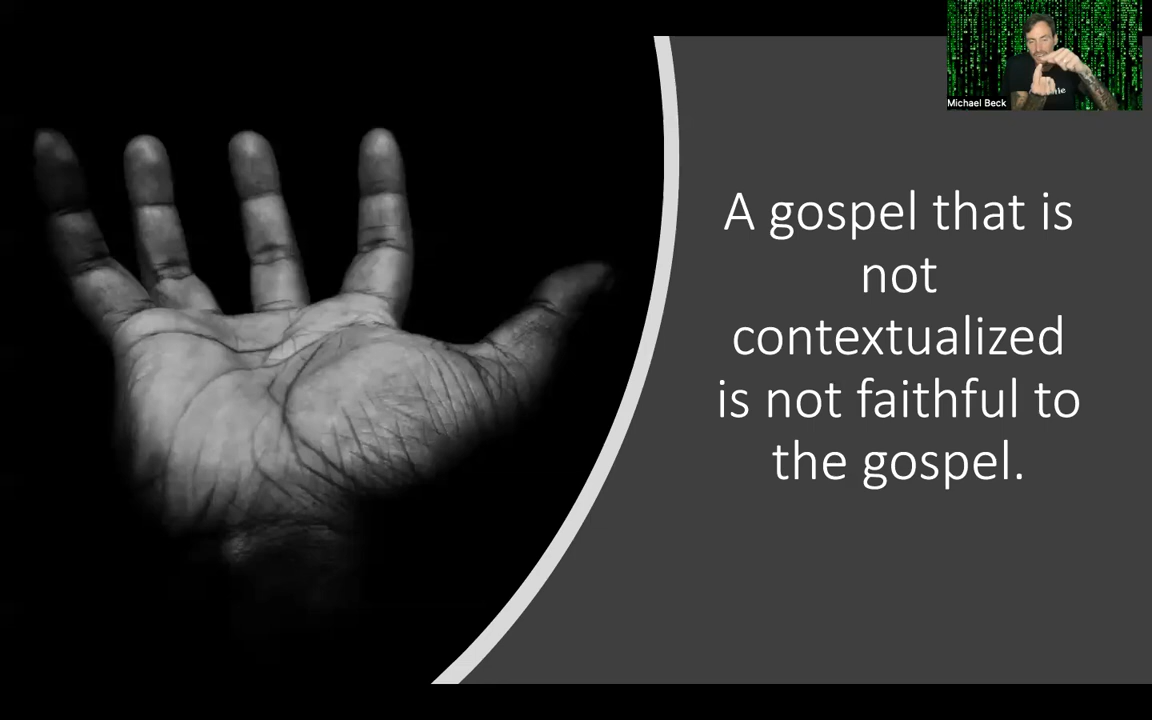 Michael Beck
A gospel that is
not
contextualized
is not faithful to
the gospel.